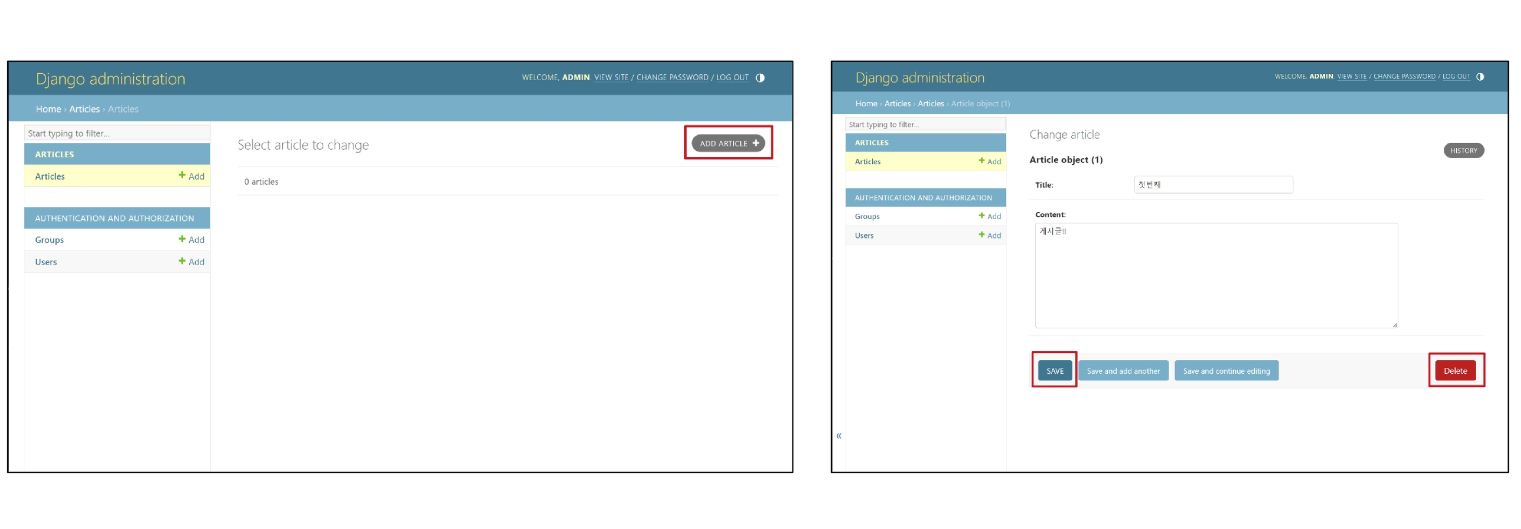 Django administration
WELCOME, ADMIN. VIEW SITE / CHANGE PASSWORD / LOG OUT
Home › Articles › Articles
Start typing to filter...
ARTICLES
Articles
+ Add
AUTHENTICATION AND AUTHORIZATION
Groups
+ Add
Users
+ Add
Select article to change
ADD ARTICLE +
0 articles
Django administration
WELCOME, ADMIN. VIEW SITE / CHANGE PASSWORD / LOG OUT
Home › Articles › Articles › Article object (1)
Start typing to filter...
ARTICLES
Articles
+ Add
AUTHENTICATION AND AUTHORIZATION
Groups
+ Add
Users
+ Add
«
Change article
Article object (1)
HISTORY
Title:
첫번째
Content:
게시글!!
SAVE
Save and add another
Save and continue editing
Delete